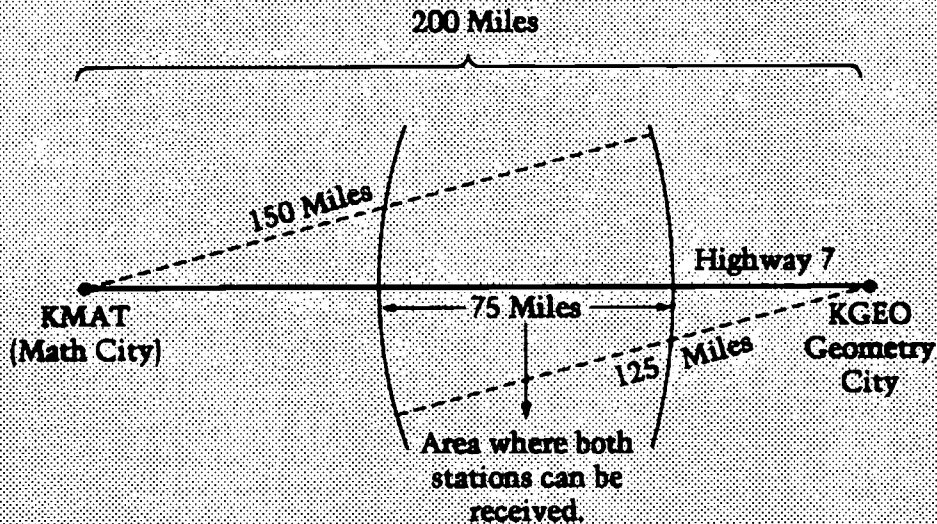 200 Miles
150 Miles
Highway 7
KMAT
(Math City)
75 Miles
KGEO
Geometry
City
125 Miles
Area where both
stations can be
received.